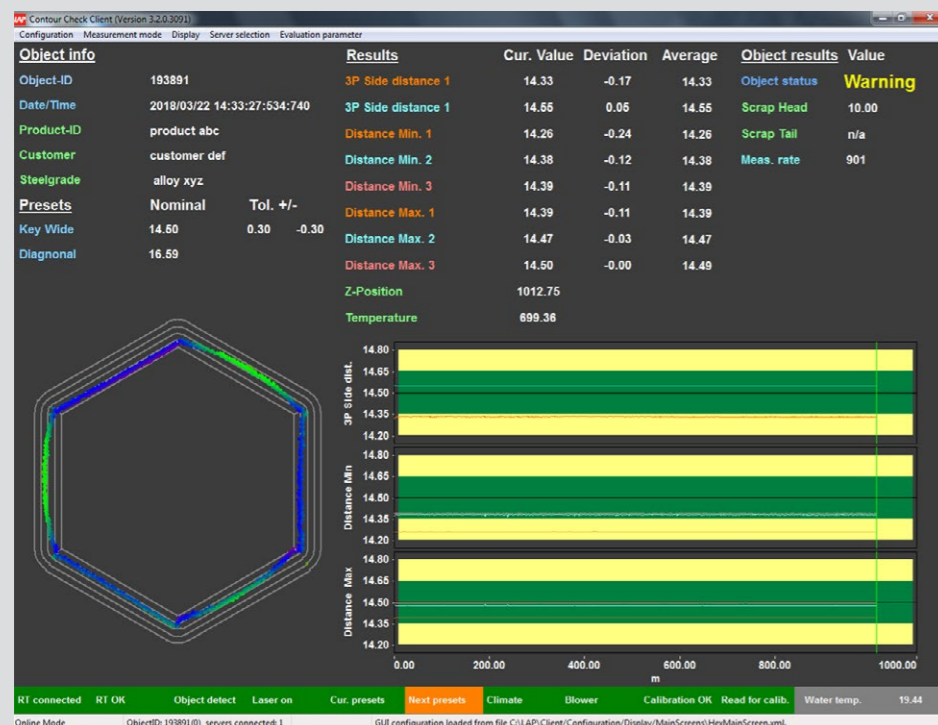 LAP Contour Check Client (Version 3.2.0.3091)
Configuration Measurement mode Display Server selection Evaluation parameter
Object info
Object-ID 193891
Date/Time 2018/03/22 14:33:27:534:740
Product-ID product abc
Customer customer def
Steelgrade alloy xyz
Presets Nominal Tol. +/-
Key Wide 14.50 0.30 -0.30
Diagnonal 16.59
Results Cur. Value Deviation Average
3P Side distance 1 14.33 -0.17 14.33
3P Side distance 1 14.55 0.05 14.55
Distance Min. 1 14.26 -0.24 14.26
Distance Min. 2 14.38 -0.12 14.38
Distance Min. 3 14.39 -0.11 14.39
Distance Max. 1 14.39 -0.11 14.39
Distance Max. 2 14.47 -0.03 14.47
Distance Max. 3 14.50 -0.00 14.49
Z-Position 1012.75
Temperature 699.36
Object results Value
Object status Warning
Scrap Head 10.00
Scrap Tail n/a
Meas. rate 901
3P Side dist.
14.80
14.65
14.50
14.35
14.20
Distance Min
14.80
14.65
14.50
14.35
14.20
Distance Max
14.80
14.65
14.50
14.35
14.20
0.00 200.00 400.00 600.00 800.00 1000.00
m
RT connected RT OK Object detect Laser on Cur. presets Next presets Climate Blower Calibration OK Read for calib. Water temp. 19.44
Online Mode ObjectID: 193891(0), servers connected: 1 GUI configuration loaded from file C:\LAP\Client/Configuration/Display/MainScreens\HexMainScreen.xml